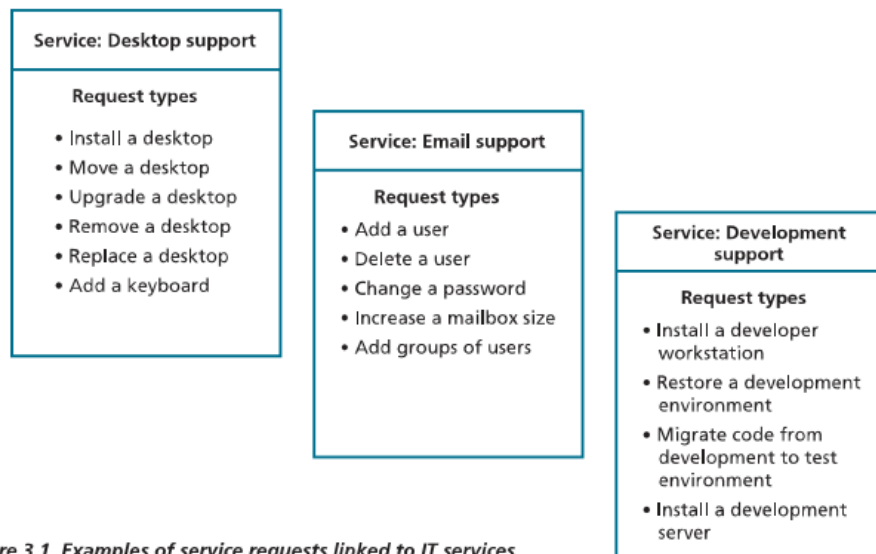 Service: Desktop support
Request types
• Install a desktop
• Move a desktop
• Upgrade a desktop
• Remove a desktop
• Replace a desktop
• Add a keyboard
Service: Email support
Request types
• Add a user
• Delete a user
• Change a password
• Increase a mailbox size
• Add groups of users
Service: Development
support
Request types
• Install a developer
workstation
• Restore a development
environment
• Migrate code from
development to test
environment
• Install a development
server
re 3.1 Examples of service requests linked to IT services